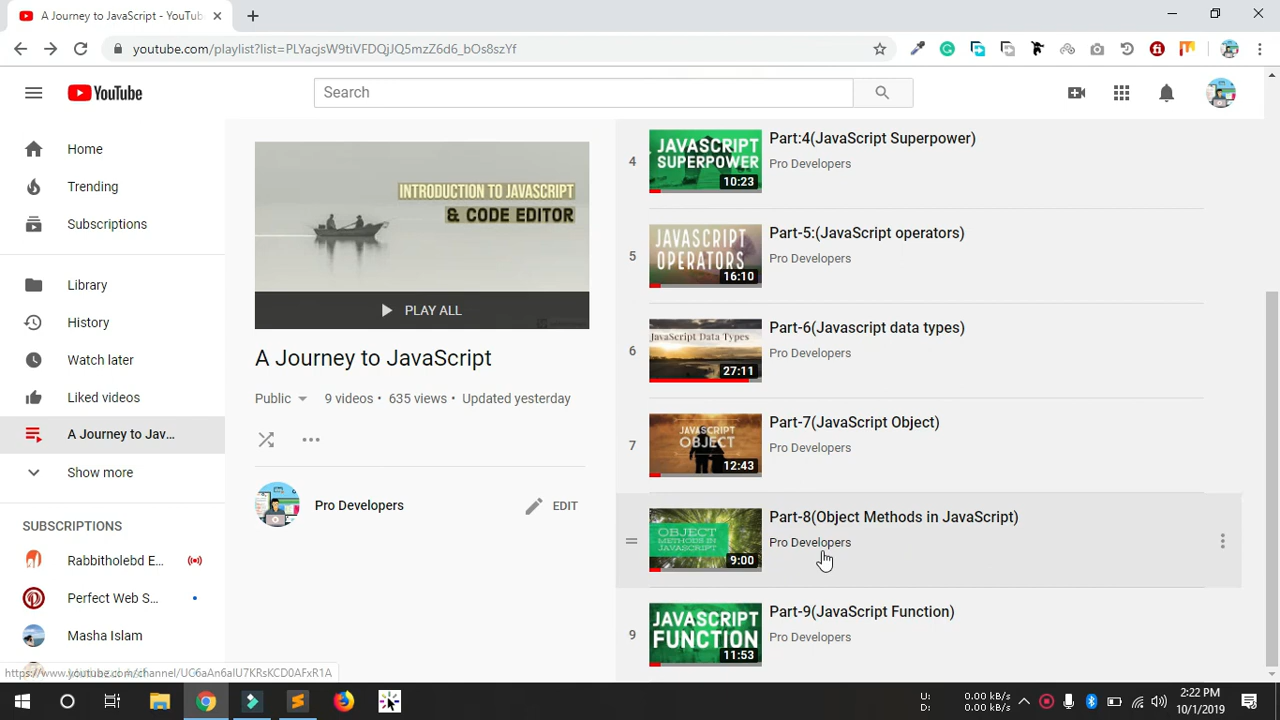 A Journey to JavaScript - YouTub
youtube.com/playlist?list=PLYacjsW9tiVFDQjJQ5mzZ6d6_bOs8szYf
YouTube
Search
Home
Trending
Subscriptions
Library
History
Watch later
Liked videos
A Journey to Jav...
Show more
SUBSCRIPTIONS
Rabbitholebd E...
Perfect Web S...
Masha Islam
INTRODUCTION TO JAVASCRIPT
& CODE EDITOR
PLAY ALL
A Journey to JavaScript
Public 9 videos • 635 views • Updated yesterday
Pro Developers
EDIT
4
JAVASCRIPT
SUPERPOWER
10:23
Part:4(JavaScript Superpower)
Pro Developers
5
JAVASCRIPT
OPERATORS
16:10
Part-5:(JavaScript operators)
Pro Developers
6
JavaScript Data Types
27:11
Part-6(Javascript data types)
Pro Developers
7
JAVASCRIPT
OBJECT
12:43
Part-7(JavaScript Object)
Pro Developers
OBJECT
METHODS IN
JAVASCRIPT
9:00
Part-8(Object Methods in JavaScript)
Pro Developers
9
JAVASCRIPT
FUNCTION
11:53
Part-9(JavaScript Function)
Pro Developers
https://www.youtube.com/channel/UC6aAn6alU7KRsKCD0AFxR1A
U: 0.00 kB/s
D: 0.00 kB/s
2:22 PM
10/1/2019